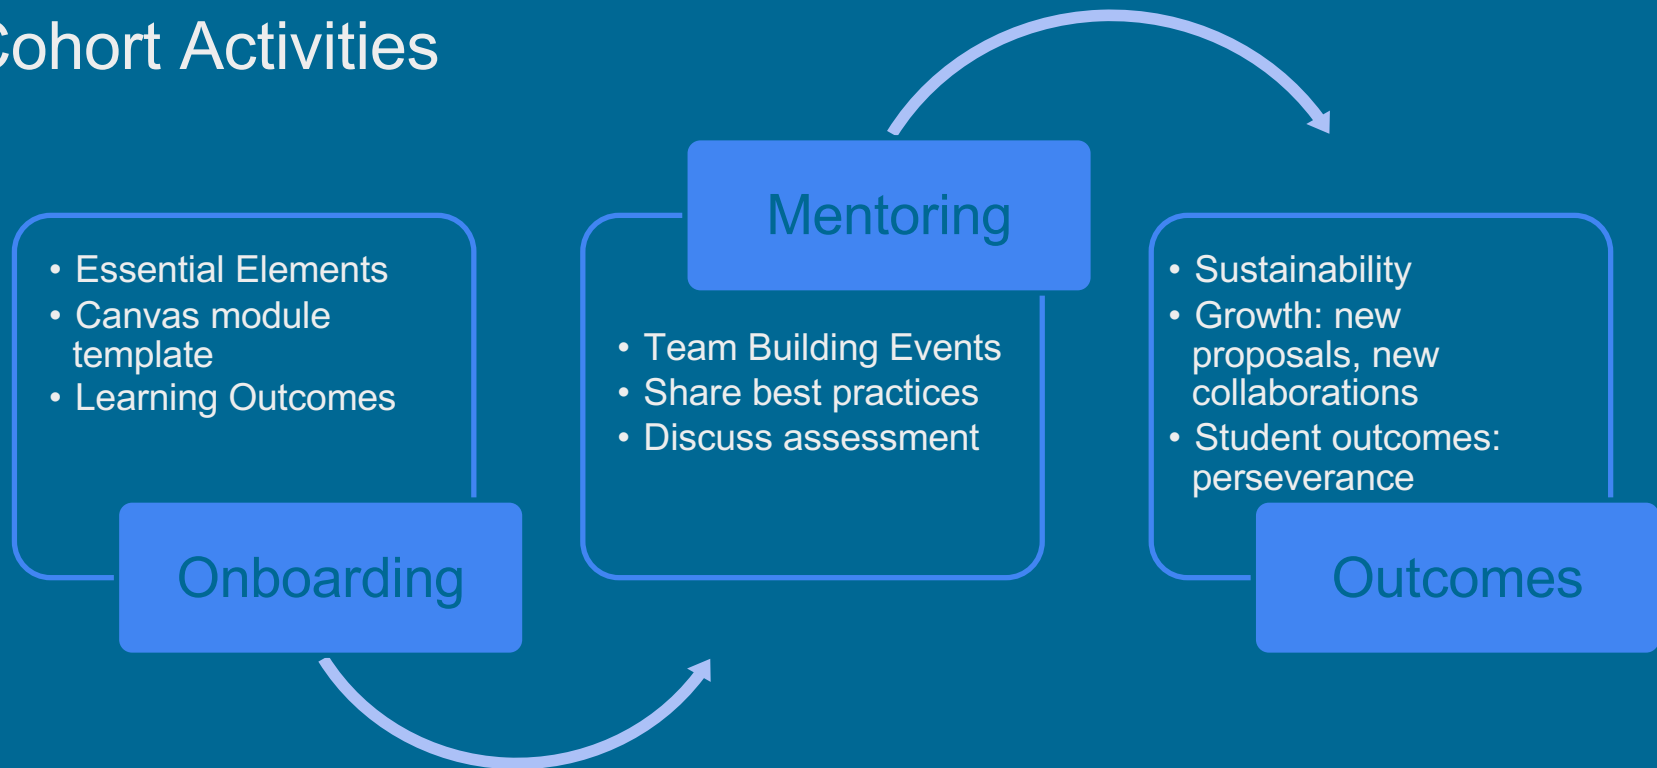 Cohort Activities
• Essential Elements
• Canvas module
template
• Learning Outcomes
Onboarding
Mentoring
• Team Building Events
• Share best practices
• Discuss assessment
• Sustainability
• Growth: new
proposals, new
collaborations
• Student outcomes:
perseverance
Outcomes